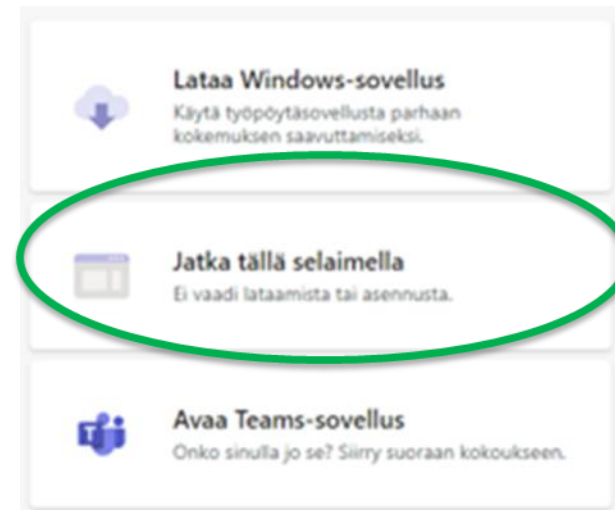 Lataa Windows-sovellus
Käytä työpöytäsovellusta parhaan
kokemuksen saavuttamiseksi.
Jatka tällä selaimella
Ei vaadi lataamista tai asennusta.
Avaa Teams-sovellus
Onko sinulla jo se? Siirry suoraan kokoukseen.